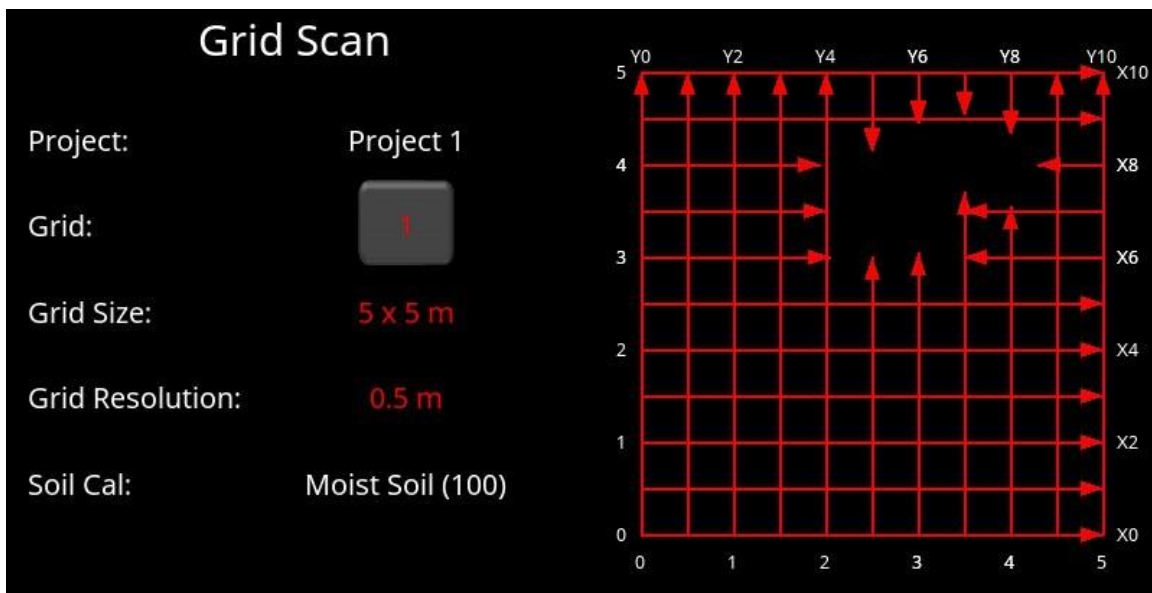 Grid Scan
Project: Project 1
Grid: 1
Grid Size: 5 x 5 m
Grid Resolution: 0.5 m
Soil Cal: Moist Soil (100)
Y0 Y2 Y4 Y6 Y8 Y10
5 X10
4 X8
3 X6
2 X4
1 X2
0 X0
0 1 2 3 4 5